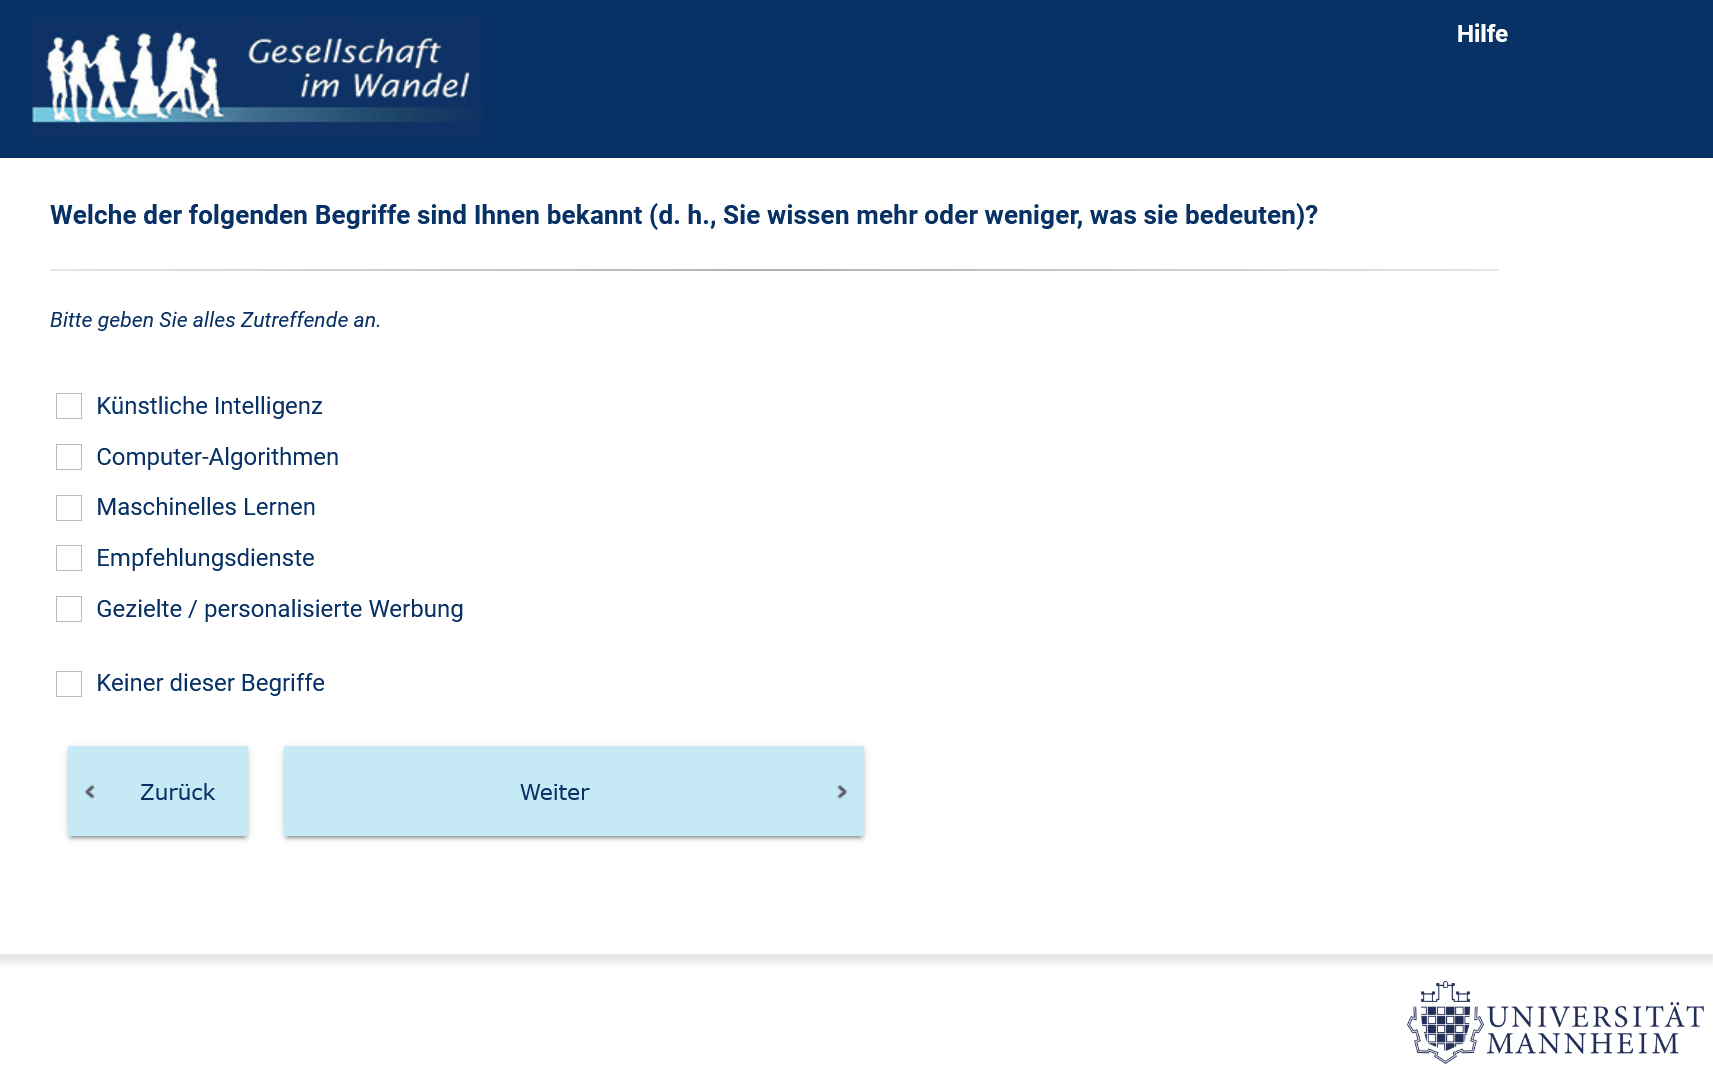 Gesellschaft
im Wandel
Hilfe
Welche der folgenden Begriffe sind Ihnen bekannt (d. h., Sie wissen mehr oder weniger, was sie bedeuten)?
Bitte geben Sie alles Zutreffende an.
Künstliche Intelligenz
Computer-Algorithmen
Maschinelles Lernen
Empfehlungsdienste
Gezielte / personalisierte Werbung
Keiner dieser Begriffe
Zurück
Weiter
UNIVERSITÄT
MANNHEIM